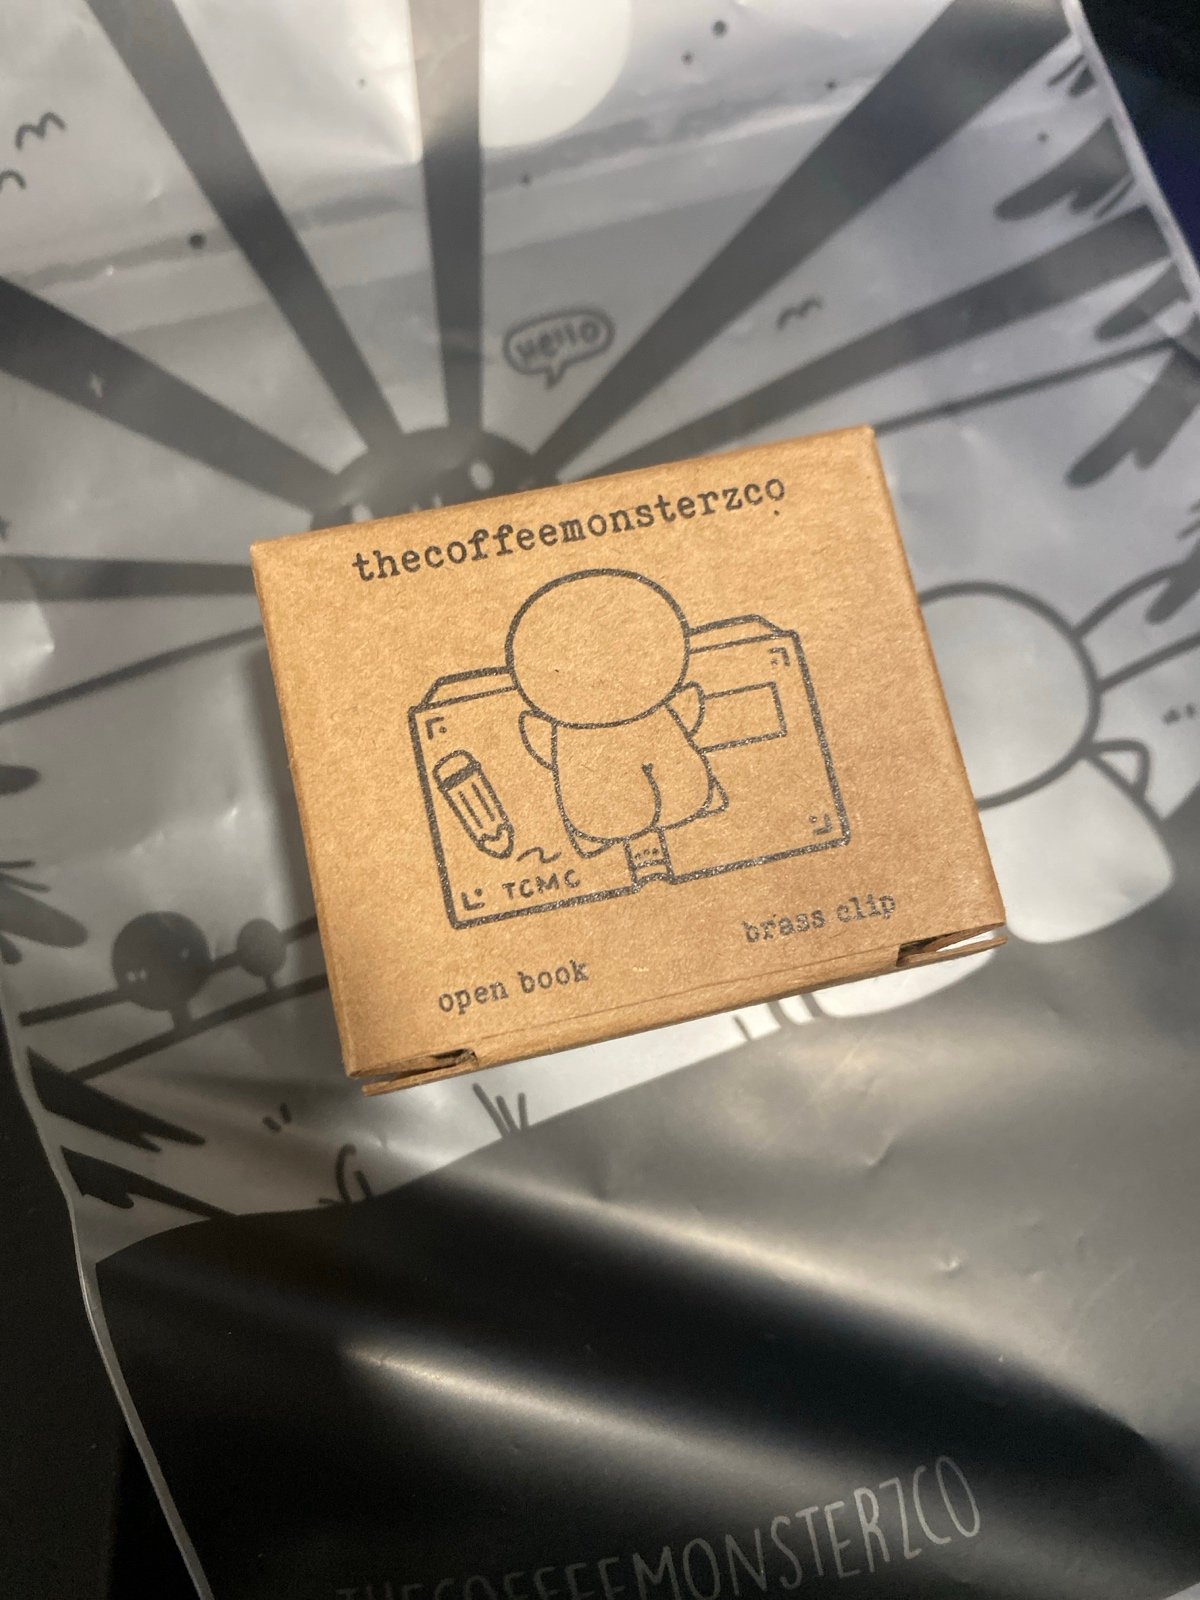 Hello
thecoffeemonsterzco
TCMC
open book
brass clip
THECOFFEEMONSTERZCO